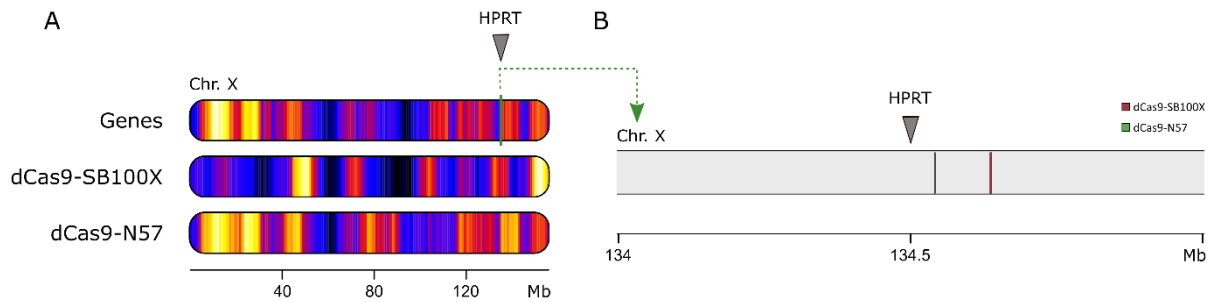 A
HPRT
Chr. X
Genes
dCas9-SB100X
dCas9-N57
40 80 120 Mb
B
HPRT
dCas9-SB100X
dCas9-N57
Chr. X
134 134.5 Mb